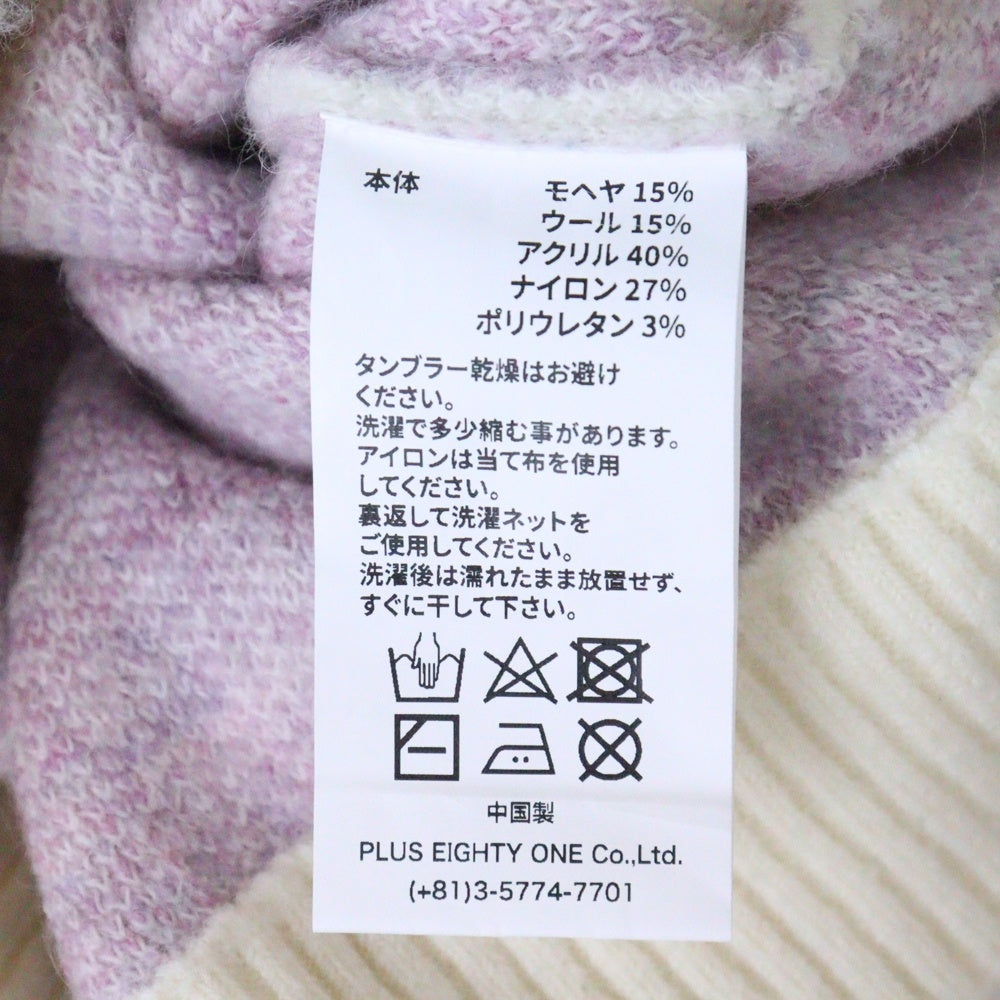 本体
モヘヤ 15%
ウール 15%
アクリル 40%
ナイロン 27%
ポリウレタン 3%
タンブラー乾燥はお避け
ください。
洗濯で多少縮む事があります。
アイロンは当て布を使用
してください。
裏返して洗濯ネットを
ご使用してください。
洗濯後は濡れたまま放置せず、
すぐに干して下さい。
中国製
PLUS EIGHTY ONE Co.,Ltd.
(+81)3-5774-7701